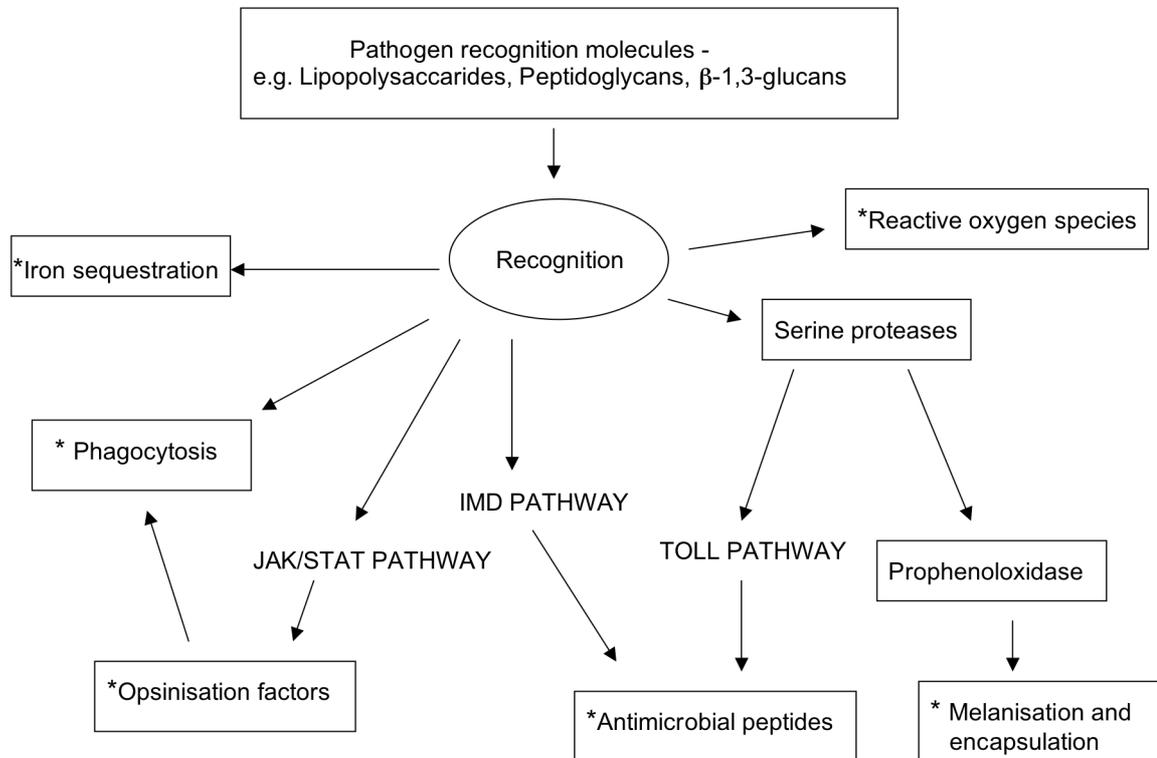 Pathogen recognition molecules -
e.g. Lipopolysaccarides, Peptidoglycans, β-1,3-glucans
*Reactive oxygen species
Recognition
*Iron sequestration
Serine proteases
* Phagocytosis
IMD PATHWAY
JAK/STAT PATHWAY
TOLL PATHWAY
Prophenoloxidase
*Opsinisation factors
*Antimicrobial peptides
* Melanisation and
encapsulation